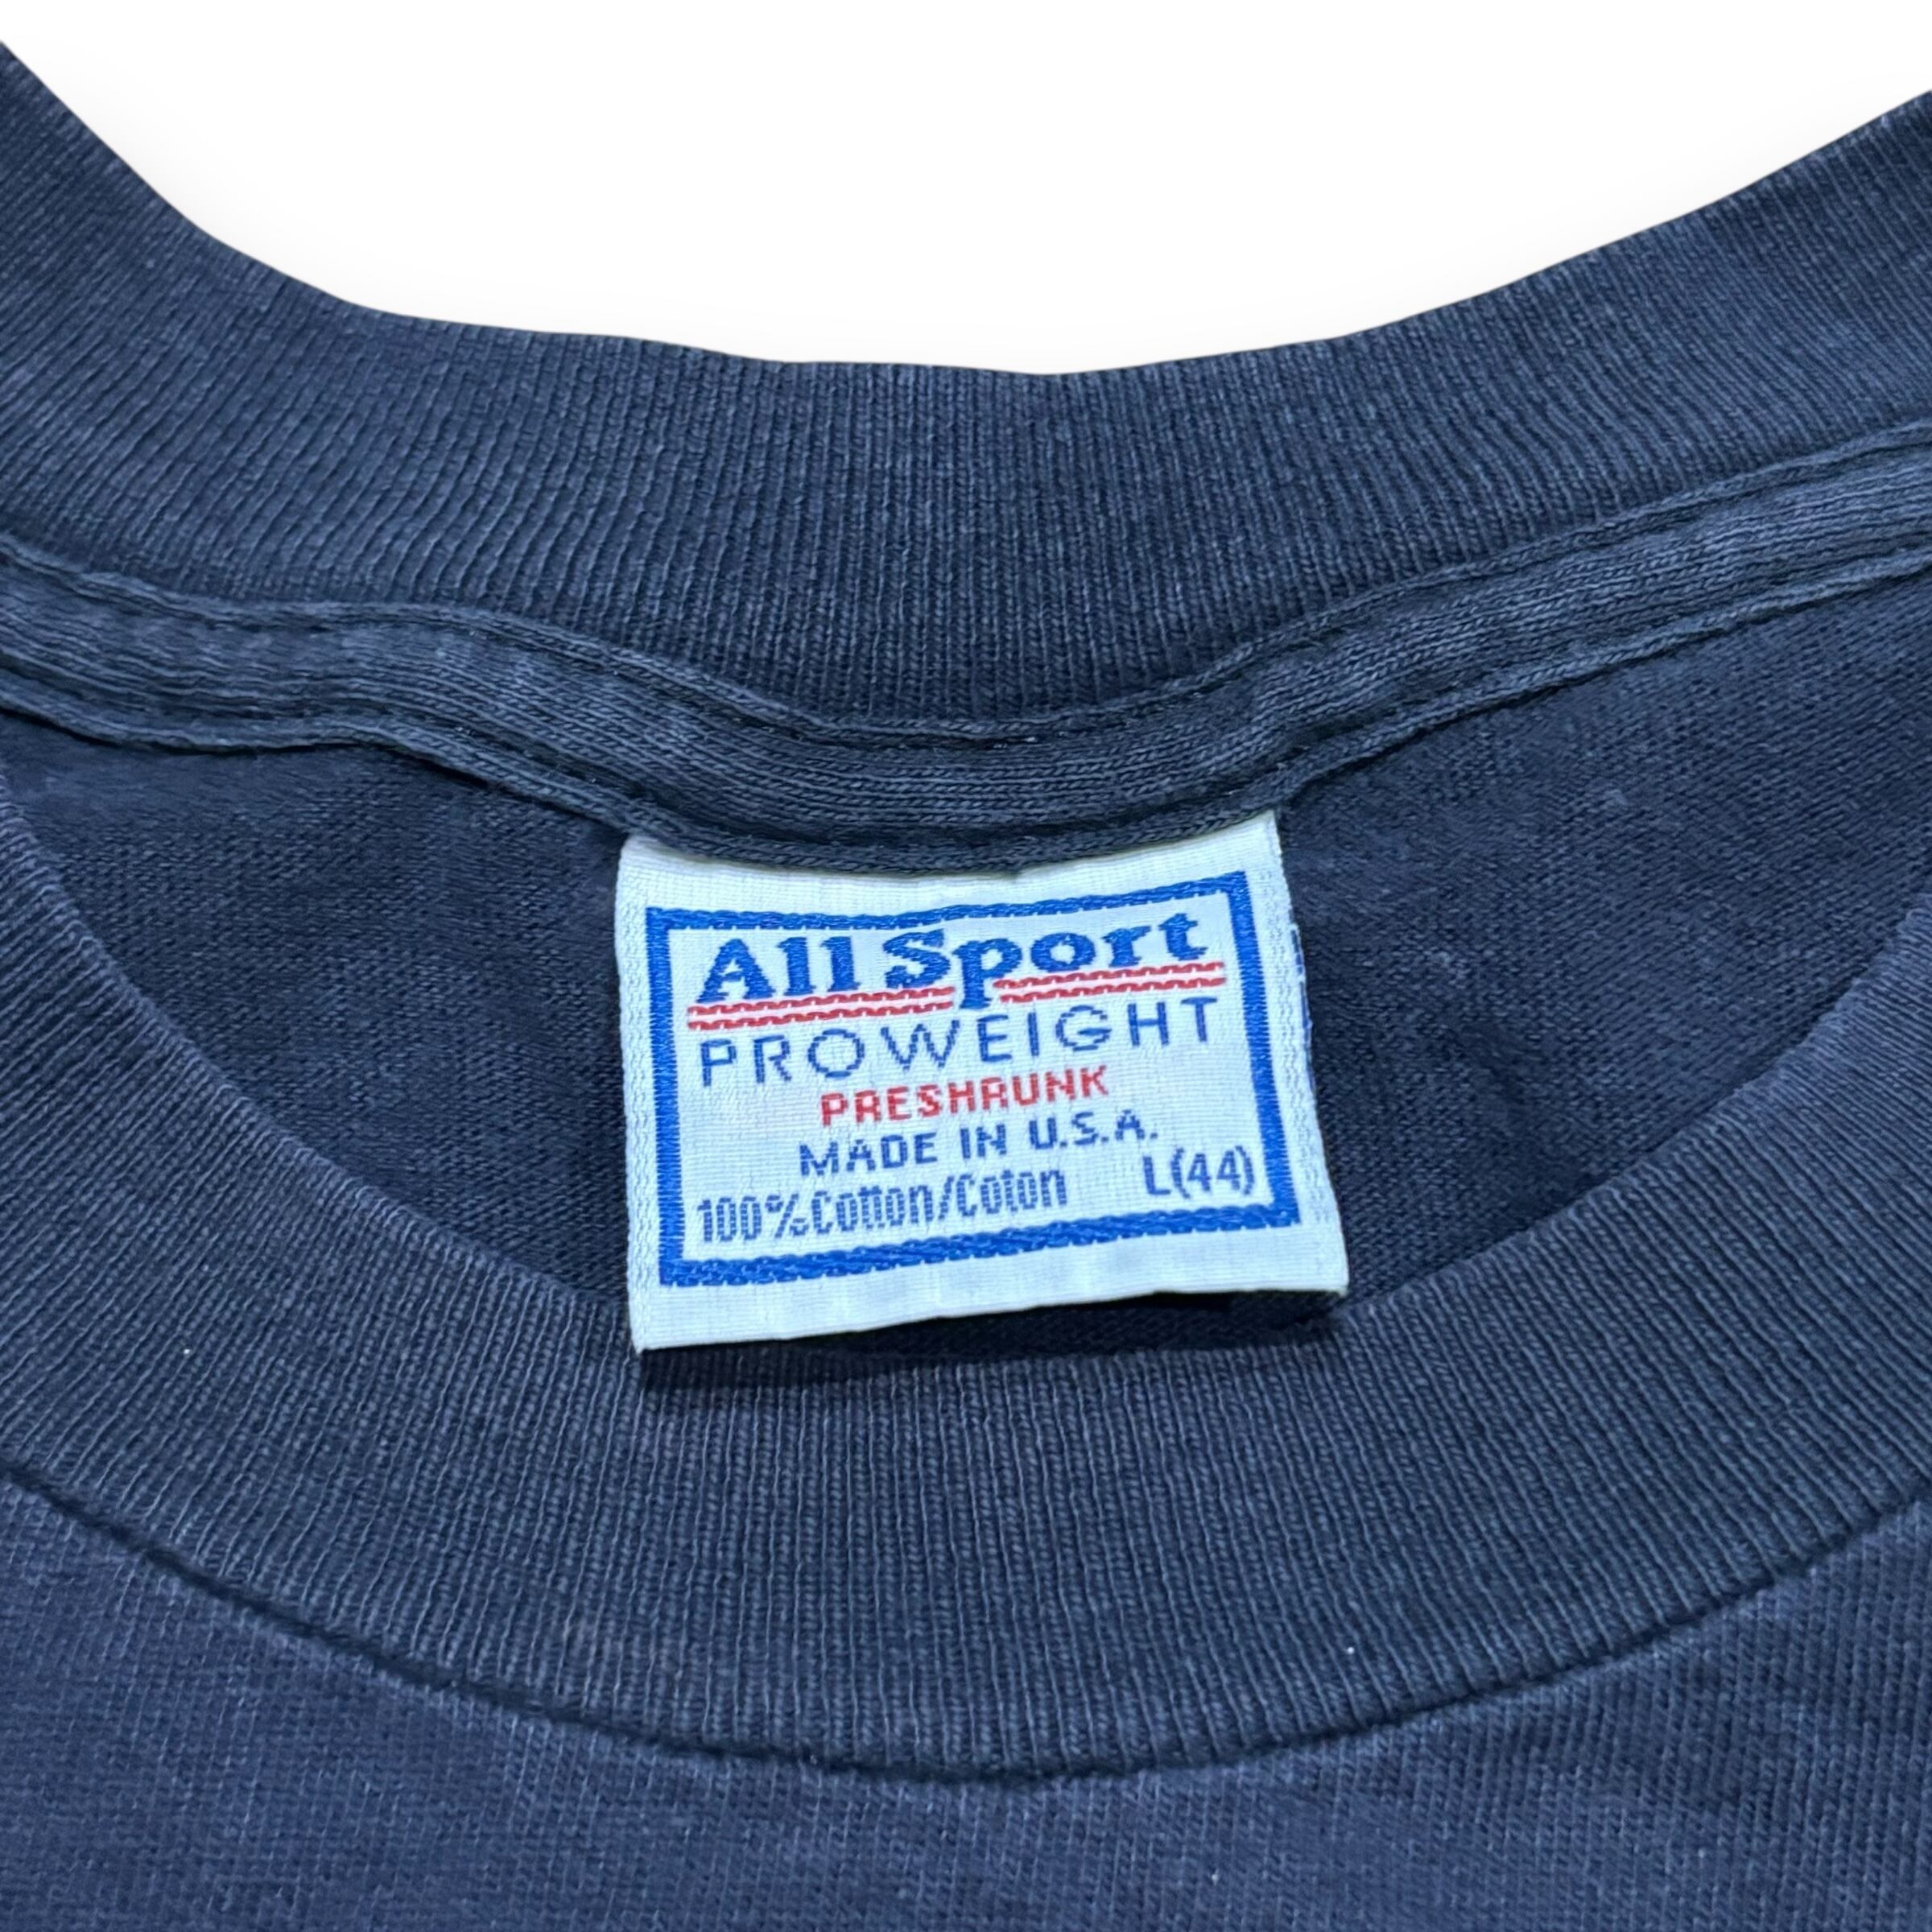 All Sport
PROWEIGHT
PRESHRUNK
MADE IN U.S.A.
100% Cotton/Coton L(44)